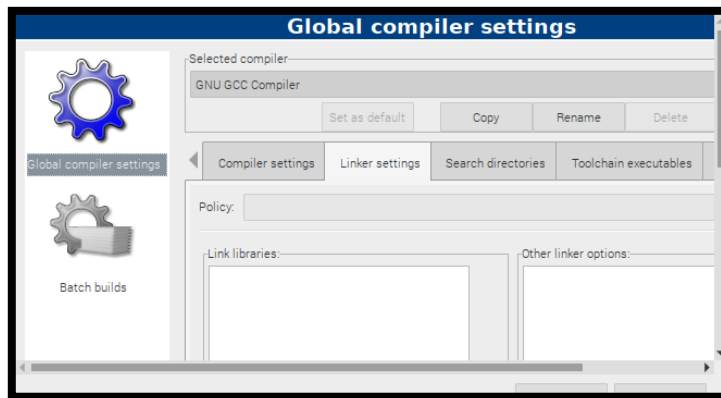 Global compiler settings
Global compiler settings
Batch builds
Selected compiler
GNU GCC Compiler
Set as default Copy Rename Delete
Compiler settings Linker settings Search directories Toolchain executables
Policy:
Link libraries: Other linker options: